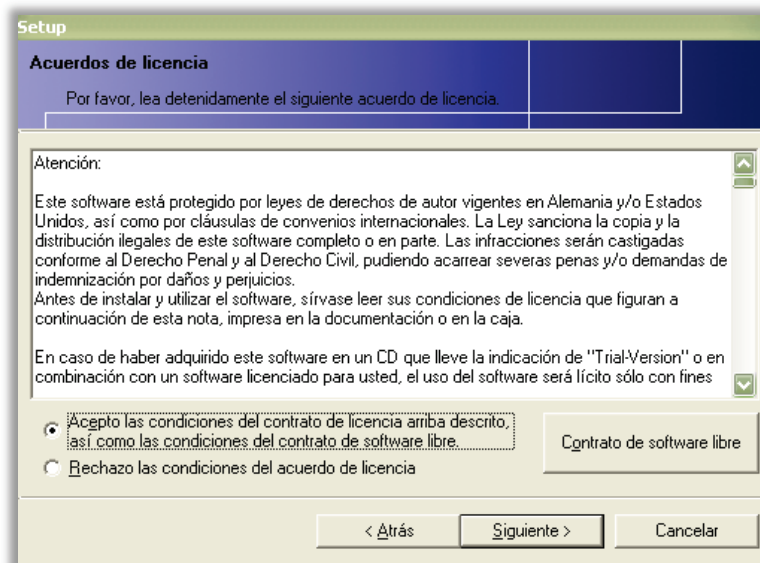 Setup
Acuerdos de licencia
Por favor, lea detenidamente el siguiente acuerdo de licencia.
Atención:
Este software está protegido por leyes de derechos de autor vigentes en Alemania y/o Estados
Unidos, así como por cláusulas de convenios internacionales. La Ley sanciona la copia y la
distribución ilegales de este software completo o en parte. Las infracciones serán castigadas
conforme al Derecho Penal y al Derecho Civil, pudiendo acarrear severas penas y/o demandas de
indemnización por daños y perjuicios.
Antes de instalar y utilizar el software, sírvase leer sus condiciones de licencia que figuran a
continuación de esta nota, impresa en la documentación o en la caja.
En caso de haber adquirido este software en un CD que lleve la indicación de "Trial-Version" o en
combinación con un software licenciado para usted, el uso del software será lícito sólo con fines
Acepto las condiciones del contrato de licencia arriba descrito,
así como las condiciones del contrato de software libre.
Contrato de software libre
Rechazo las condiciones del acuerdo de licencia
< Atrás Siguiente > Cancelar